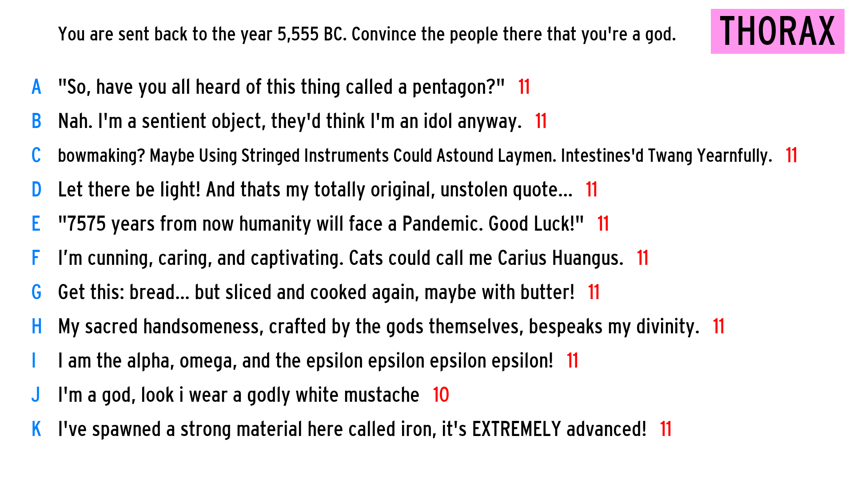 You are sent back to the year 5,555 BC. Convince the people there that you're a god.
THORAX
A "So, have you all heard of this thing called a pentagon?" 11
B Nah. I'm a sentient object, they'd think I'm an idol anyway. 11
C bowmaking? Maybe Using Stringed Instruments Could Astound Laymen. Intestines'd Twang Yearnfully. 11
D Let there be light! And thats my totally original, unstolen quote... 11
E "7575 years from now humanity will face a Pandemic. Good Luck!" 11
F I'm cunning, caring, and captivating. Cats could call me Carius Huangus. 11
G Get this: bread... but sliced and cooked again, maybe with butter! 11
H My sacred handsomeness, crafted by the gods themselves, bespeaks my divinity. 11
I I am the alpha, omega, and the epsilon epsilon epsilon epsilon! 11
J I'm a god, look i wear a godly white mustache 10
K I've spawned a strong material here called iron, it's EXTREMELY advanced! 11